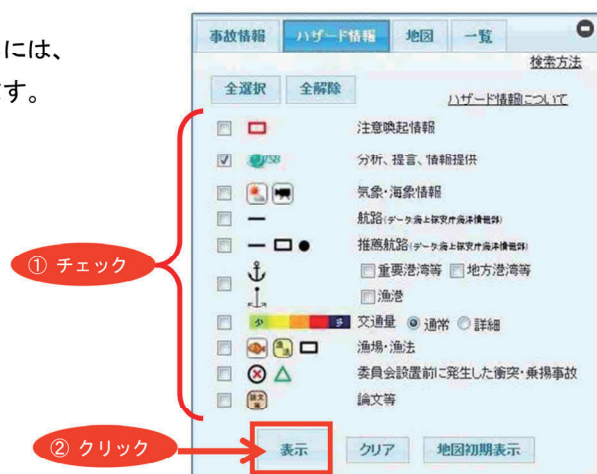 には、
す。
事故情報 ハザード情報 地図 一覧
検索方法
全選択 全解除
ハザード情報について
注意喚起情報
JTSB 分析、提言、情報提供
気象・海象情報
航路(データ:海上保安庁海洋情報部)
推薦航路(データ:海上保安庁海洋情報部)
① チェック
重要港湾等 地方港湾等
漁港
少 多 交通量 通常 詳細
漁法 漁場・漁法
委員会設置前に発生した衝突・乗揚事故
論文等 論文等
② クリック
表示 クリア 地図初期表示